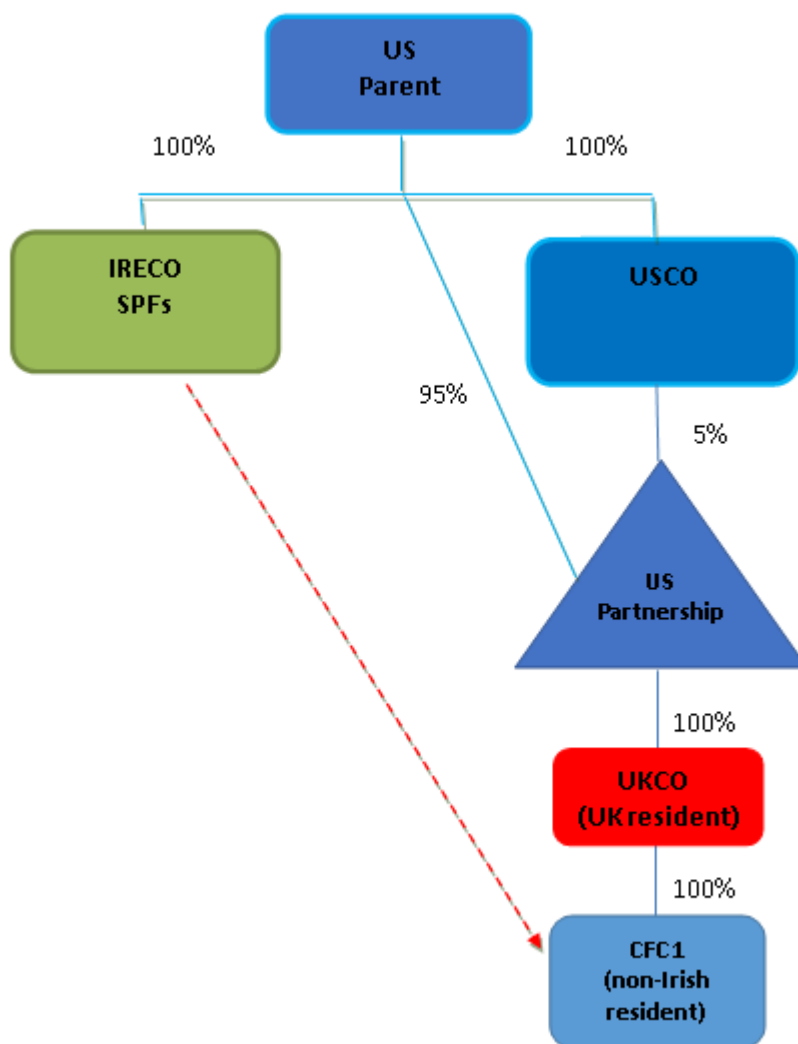 US
Parent
100%
100%
IRECO
SPFs
USCO
95%
5%
US
Partnership
100%
UKCO
(UK resident)
100%
CFC1
(non-Irish
resident)